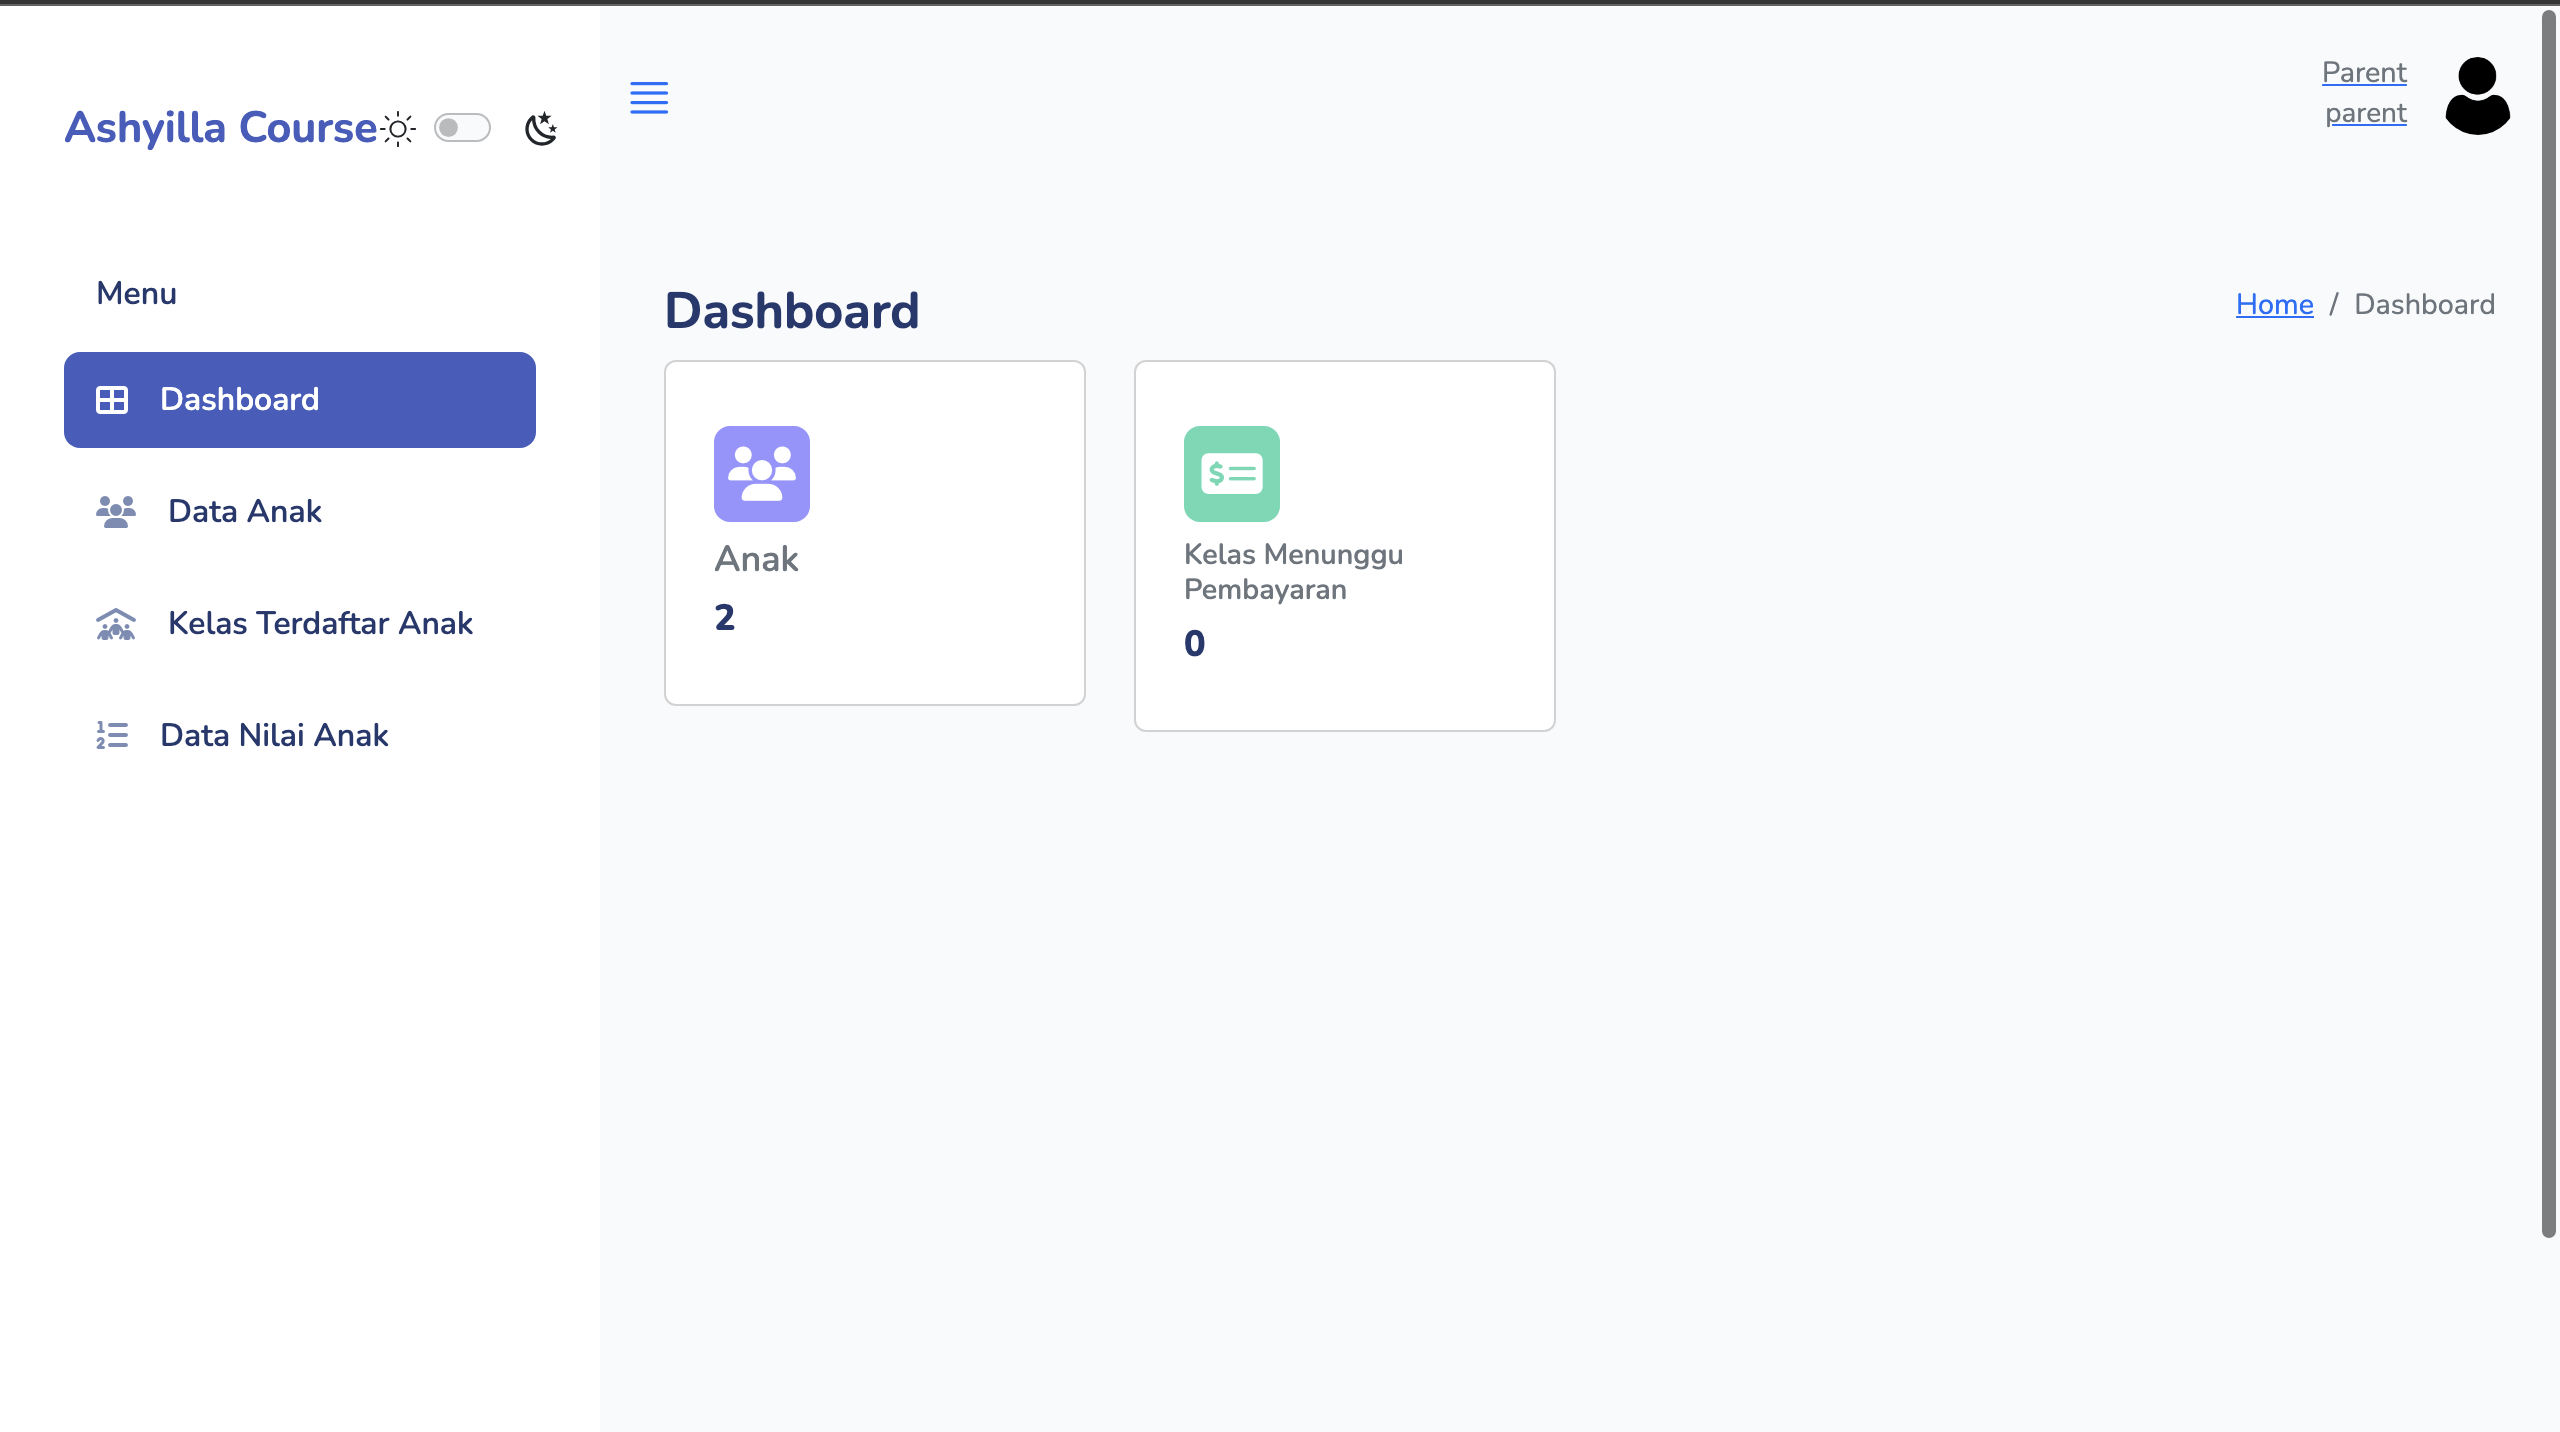 Ashyilla Course
Parent
parent
Menu
Dashboard
Data Anak
Kelas Terdaftar Anak
Data Nilai Anak
Dashboard
Home / Dashboard
Anak
2
Kelas Menunggu
Pembayaran
0